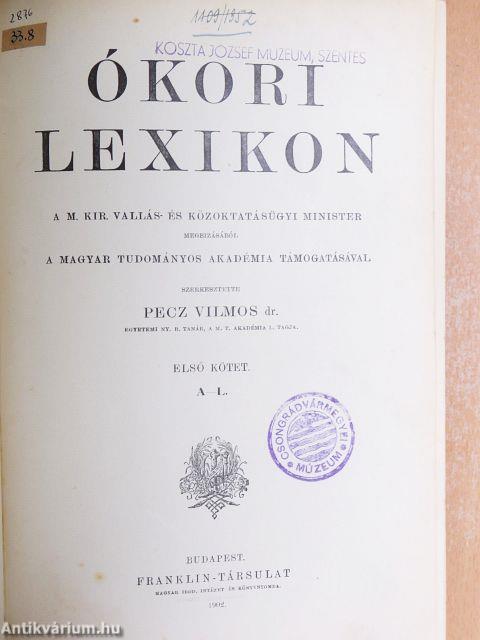 2876
33.8
1109/1952
KOSZTA JÓZSEF MÚZEUM, SZENTES
ÓKORI
LEXIKON
A M. KIR. VALLÁS- ÉS KÖZOKTATÁSÜGYI MINISTER
MEGBIZÁSÁBÓL
A MAGYAR TUDOMÁNYOS AKADÉMIA TÁMOGATÁSÁVAL
SZERKESZTETTE
PECZ VILMOS dr.
EGYETEMI NY. R. TANÁR, A M. T. AKADÉMIA L. TAGJA.
ELSŐ KÖTET.
A—L.
CSONGRÁDVÁRMEGYEI
MÚZEUM
BUDAPEST.
FRANKLIN-TÁRSULAT
MAGYAR IROD. INTÉZET ÉS KÖNYVNYOMDA.
1902.
Antikvárium.hu